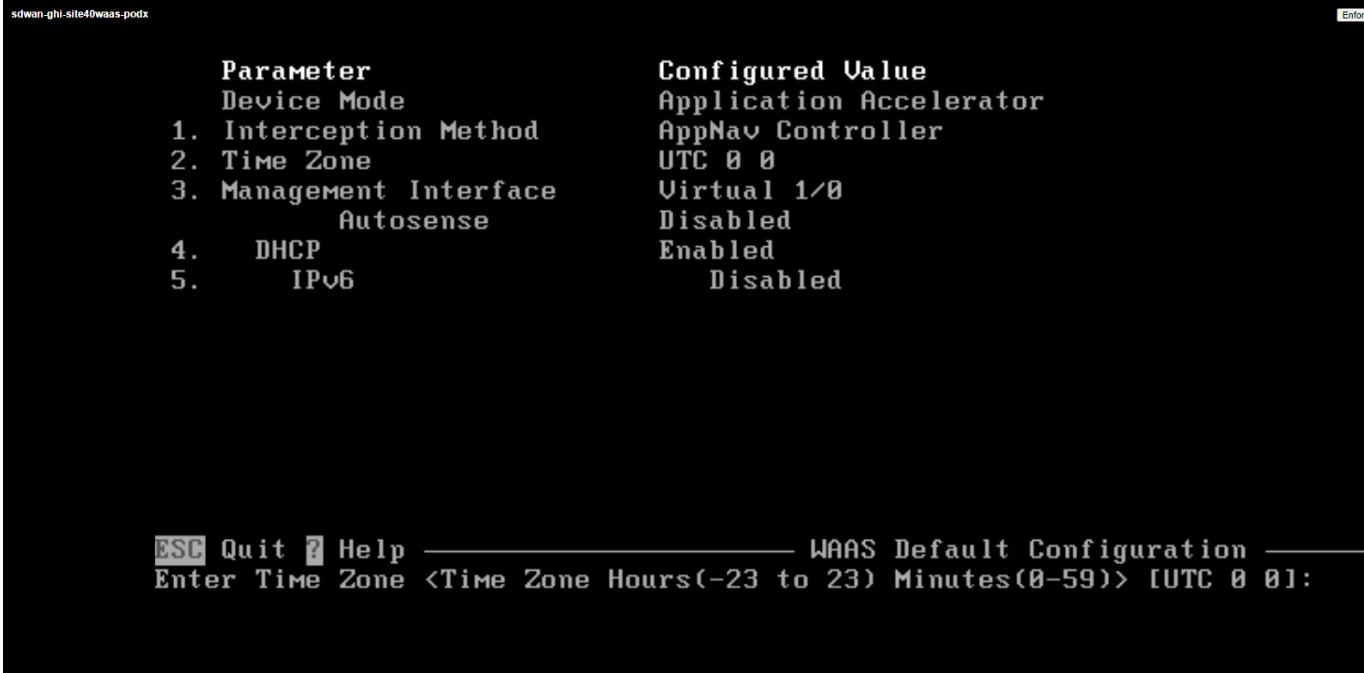 sdwan-ghi-site40waas-podx
Parameter Configured Value
Device Mode Application Accelerator
1. Interception Method AppNav Controller
2. Time Zone UTC 0 0
3. Management Interface Virtual 1/0
Autosense Disabled
4. DHCP Enabled
5. IPv6 Disabled
ESC Quit ? Help WAAS Default Configuration
Enter Time Zone <Time Zone Hours(-23 to 23) Minutes(0-59)> [UTC 0 0]: